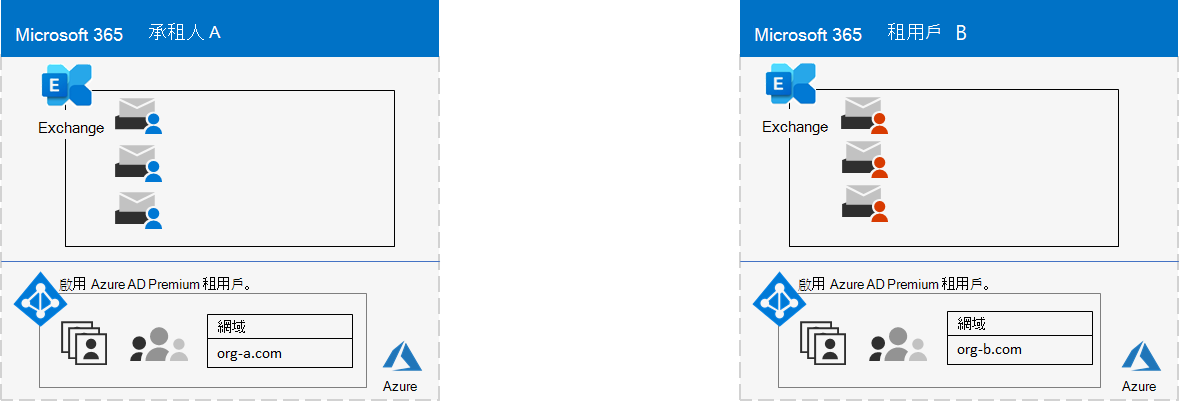 Microsoft 365 承租人 A
E
Exchange
啟用 Azure AD Premium 租用戶。
網域
org-a.com
Azure
Microsoft 365 租用戶 B
E
Exchange
啟用 Azure AD Premium 租用戶。
網域
org-b.com
Azure